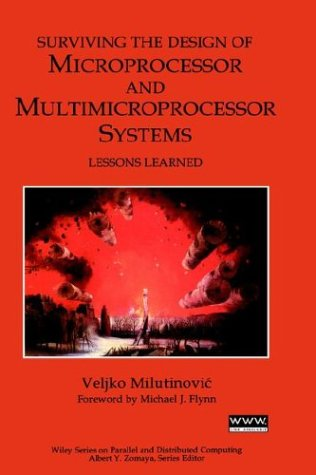 SURVIVING THE DESIGN OF
MICROPROCESSOR
AND
MULTIMICROPROCESSOR
SYSTEMS
LESSONS LEARNED
Veljko Milutinović
Foreword by Michael J. Flynn
WWW.
Wiley Series on Parallel and Distributed Computing
Albert Y. Zomaya, Series Editor